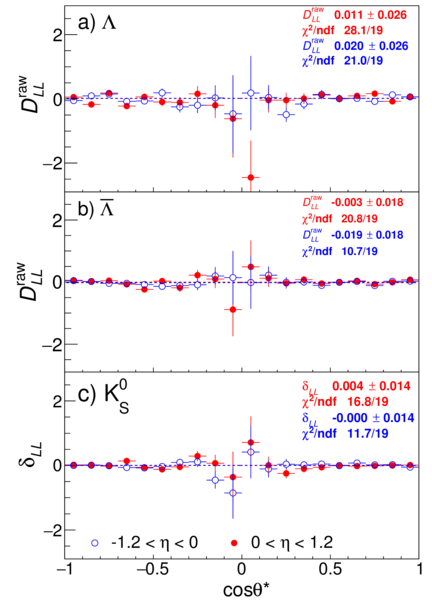 a) Λ
D_LL^raw 0.011 ± 0.026
χ²/ndf 28.1/19
D_LL^raw 0.020 ± 0.026
χ²/ndf 21.0/19
D_LL^raw
2
0
−2
b) Λ̅
D_LL^raw -0.003 ± 0.018
χ²/ndf 20.8/19
D_LL^raw -0.019 ± 0.018
χ²/ndf 10.7/19
D_LL^raw
2
0
−2
c) K_S^0
δ_LL 0.004 ± 0.014
χ²/ndf 16.8/19
δ_LL -0.000 ± 0.014
χ²/ndf 11.7/19
δ_LL
2
0
−2
-1.2 < η < 0
0 < η < 1.2
−1 −0.5 0 0.5 1
cosθ*